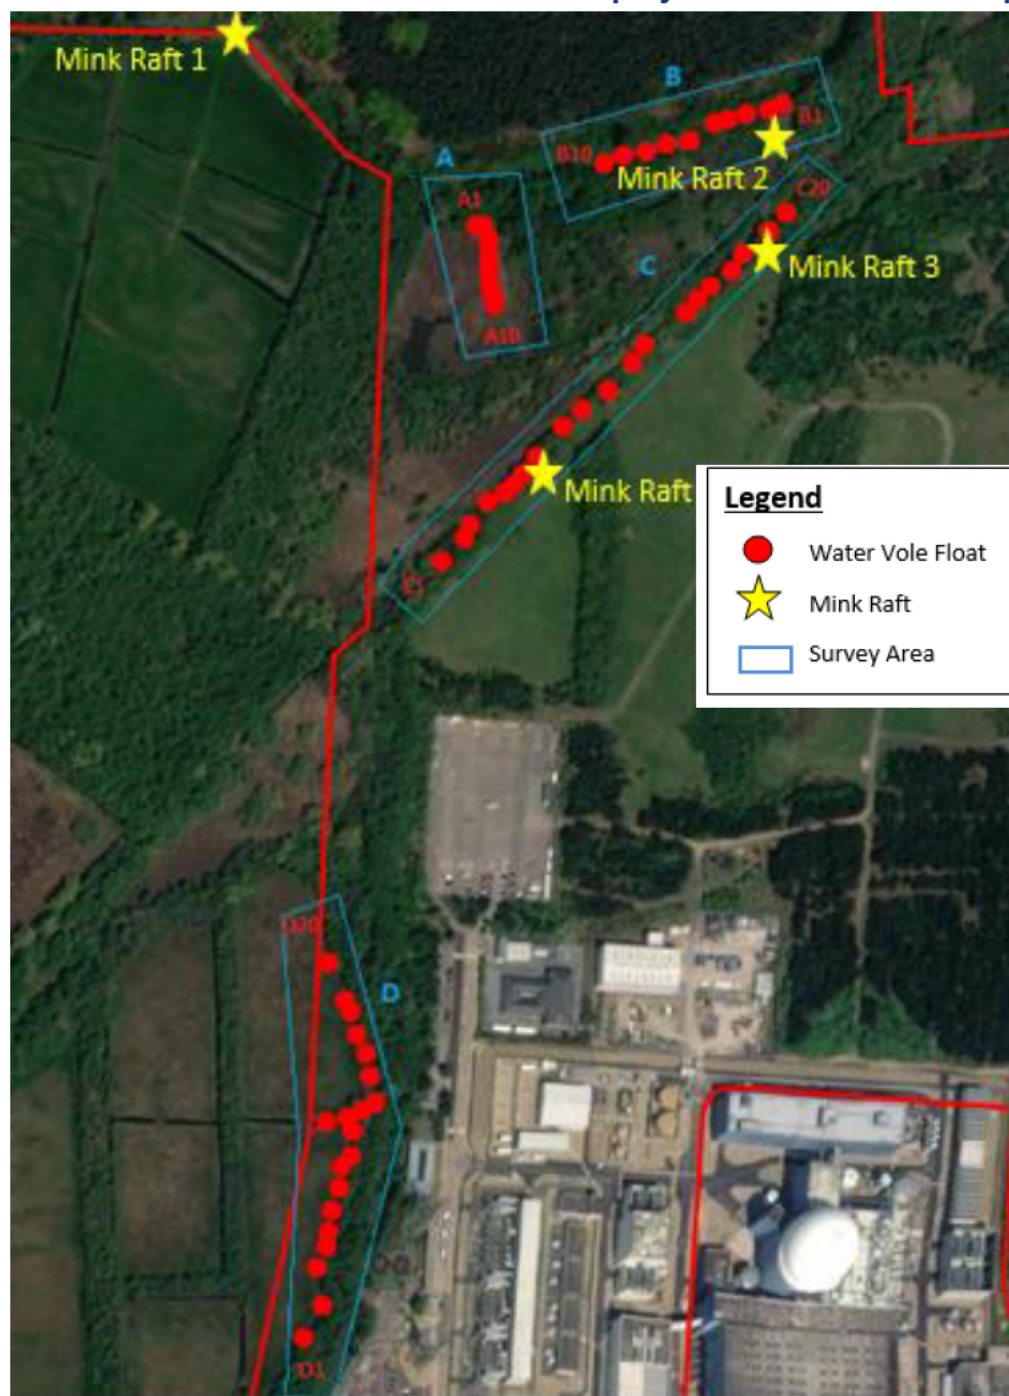 Mink Raft 1
B
B1
B10
Mink Raft 2
A
A1
A10
C20
C
Mink Raft 3
Mink Raft
Legend
Water Vole Float
Mink Raft
Survey Area
D20
D
D1